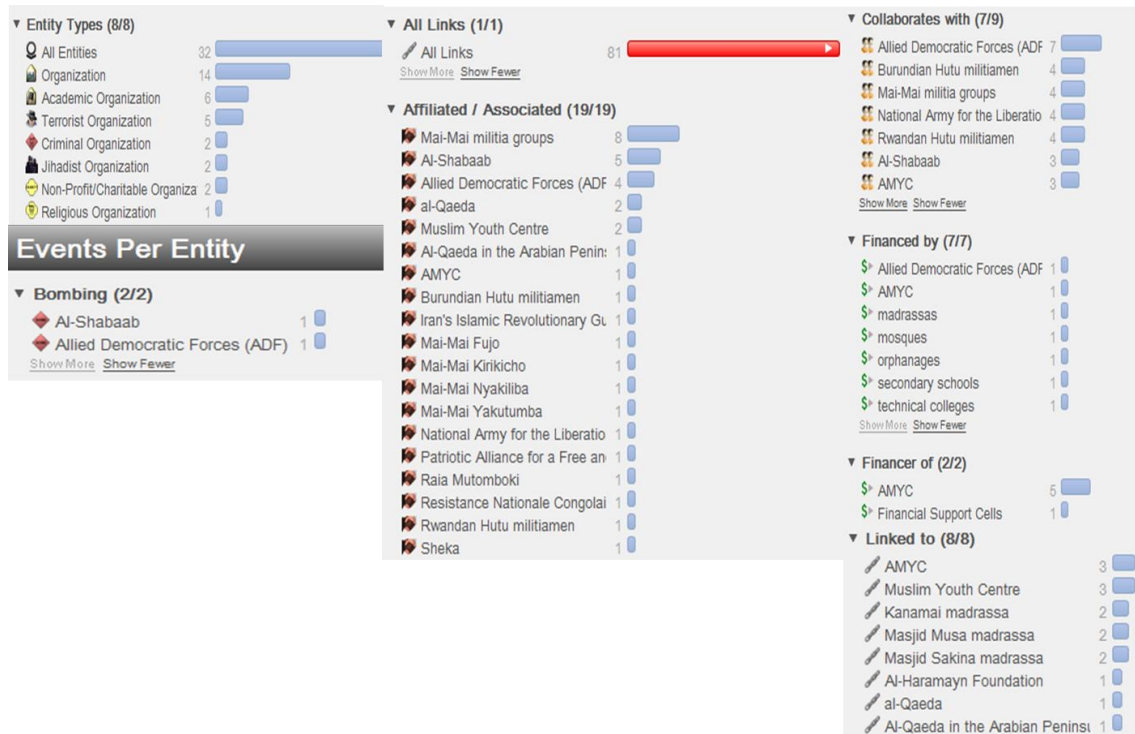 Entity Types (8/8)
All Entities 32
Organization 14
Academic Organization 6
Terrorist Organization 5
Criminal Organization 2
Jihadist Organization 2
Non-Profit/Charitable Organiza 2
Religious Organization 1
Events Per Entity
Bombing (2/2)
Al-Shabaab 1
Allied Democratic Forces (ADF) 1
Show More Show Fewer
All Links (1/1)
All Links 81
Show More Show Fewer
Affiliated / Associated (19/19)
Mai-Mai militia groups 8
Al-Shabaab 5
Allied Democratic Forces (ADF 4
al-Qaeda 2
Muslim Youth Centre 2
Al-Qaeda in the Arabian Penin 1
AMYC 1
Burundian Hutu militiamen 1
Iran's Islamic Revolutionary Gu 1
Mai-Mai Fujo 1
Mai-Mai Kirikicho 1
Mai-Mai Nyakiliba 1
Mai-Mai Yakutumba 1
National Army for the Liberatio 1
Patriotic Alliance for a Free an 1
Raia Mutomboki 1
Resistance Nationale Congolai 1
Rwandan Hutu militiamen 1
Sheka 1
Collaborates with (7/9)
Allied Democratic Forces (ADF 7
Burundian Hutu militiamen 4
Mai-Mai militia groups 4
National Army for the Liberatio 4
Rwandan Hutu militiamen 4
Al-Shabaab 3
AMYC 3
Show More Show Fewer
Financed by (7/7)
Allied Democratic Forces (ADF 1
AMYC 1
madrassas 1
mosques 1
orphanages 1
secondary schools 1
technical colleges 1
Show More Show Fewer
Financer of (2/2)
AMYC 5
Financial Support Cells 1
Linked to (8/8)
AMYC 3
Muslim Youth Centre 3
Kanamai madrassa 2
Masjid Musa madrassa 2
Masjid Sakina madrassa 2
Al-Haramayn Foundation 1
al-Qaeda 1
Al-Qaeda in the Arabian Penins 1